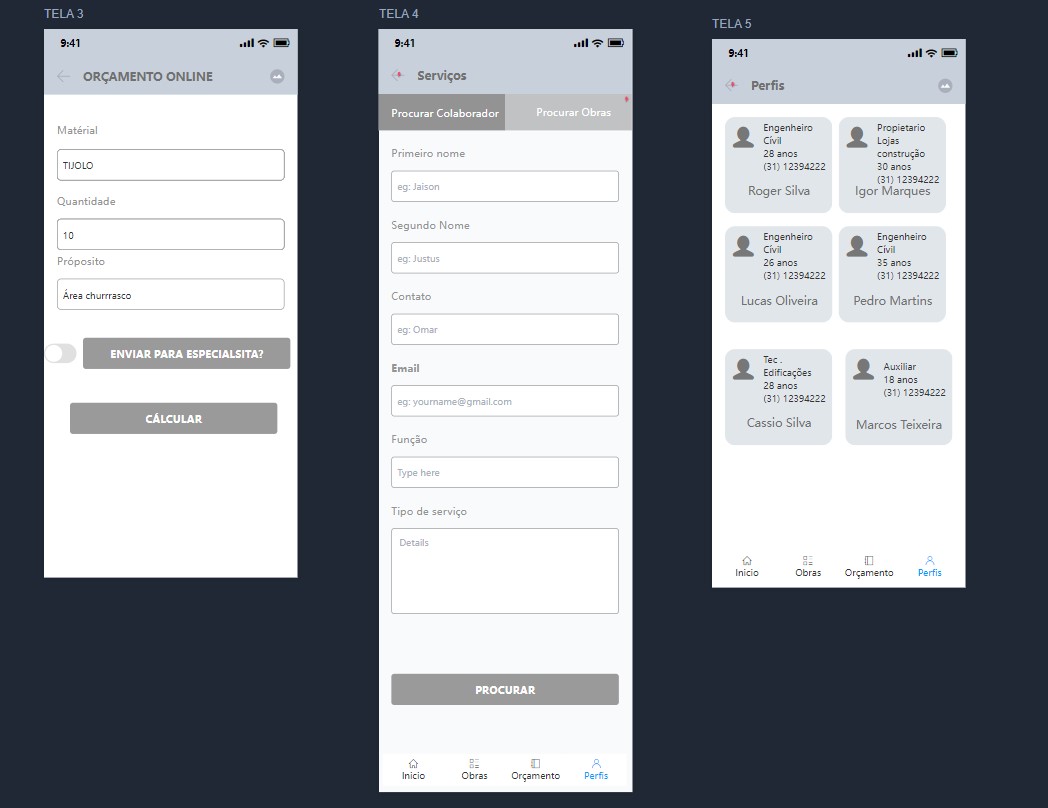 TELA 3
9:41
ORÇAMENTO ONLINE
Matérial
TIJOLO
Quantidade
10
Próposito
Área churrrasco
ENVIAR PARA ESPECIALSITA?
CÁLCULAR
TELA 4
9:41
Serviços
Procurar Colaborador
Procurar Obras
Primeiro nome
eg: Jaison
Segundo Nome
eg: Justus
Contato
eg: Omar
Email
eg: yourname@gmail.com
Função
Type here
Tipo de serviço
Details
PROCURAR
Inicio
Obras
Orçamento
Perfis
TELA 5
9:41
Perfis
Engenheiro
Cívil
28 anos
(31) 12394222
Roger Silva
Propietario
Lojas
construção
30 anos
(31) 12394222
Igor Marques
Engenheiro
Cívil
26 anos
(31) 12394222
Lucas Oliveira
Engenheiro
Cívil
35 anos
(31) 12394222
Pedro Martins
Tec .
Edificações
28 anos
(31) 12394222
Cassio Silva
Auxiliar
18 anos
(31) 12394222
Marcos Teixeira
Inicio
Obras
Orçamento
Perfis